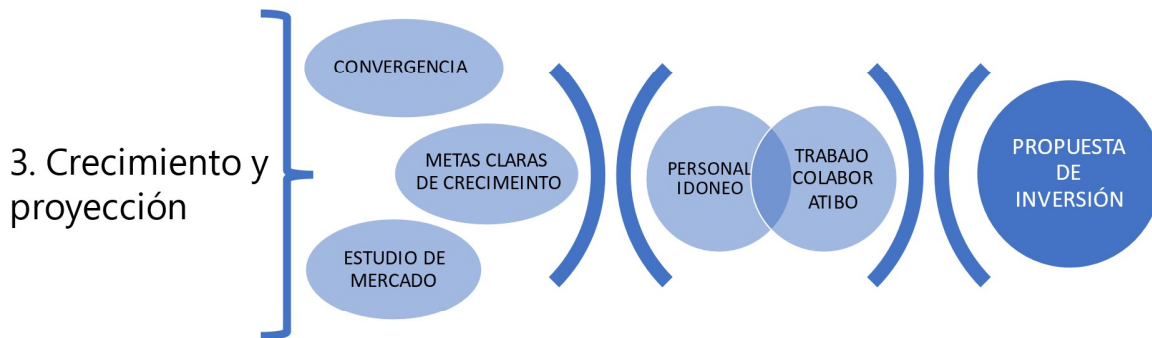 3. Crecimiento y
proyección
CONVERGENCIA
METAS CLARAS
DE CRECIMEINTO
ESTUDIO DE
MERCADO
PERSONAL
IDONEO
TRABAJO
COLABOR
ATIBO
PROPUESTA
DE
INVERSIÓN